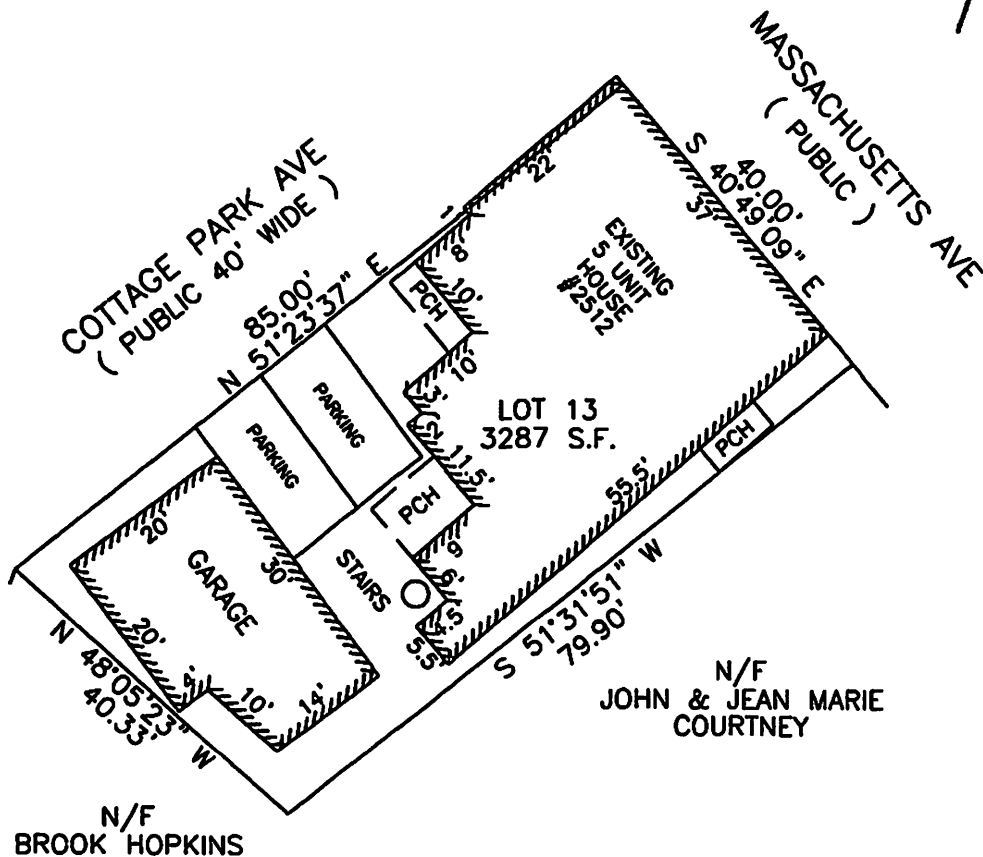 MASSACHUSETTS AVE
( PUBLIC )
S 40°49'09" E
40.00'
37'
COTTAGE PARK AVE
( PUBLIC 40' WIDE )
85.00'
N 51°23'37" E
1'
22'
8'
PCH
10'
EXISTING
5 UNIT
HOUSE
#2512
10'
3'
PARKING
PARKING
LOT 13
3287 S.F.
11.5'
PCH
PCH
55.5'
9'
20'
GARAGE
30'
STAIRS
6'
4.5'
5.5'
20'
4'
10'
14'
N 48°05'23" W
40.33'
S 51°31'51" W
79.90'
N/F
JOHN & JEAN MARIE
COURTNEY
N/F
BROOK HOPKINS